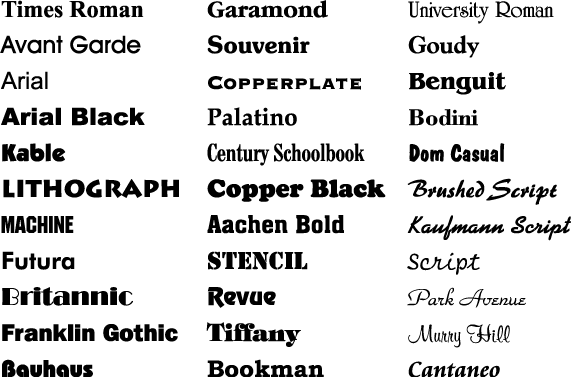 Times Roman Garamond University Roman
Avant Garde Souvenir Goudy
Arial COPPERPLATE Benguit
Arial Black Palatino Bodini
Kable Century Schoolbook Dom Casual
LITHOGRAPH Copper Black Brushed Script
MACHINE Aachen Bold Kaufmann Script
Futura STENCIL Script
Britannic Revue Park Avenue
Franklin Gothic Tiffany Murry Hill
Bauhaus Bookman Cantaneo